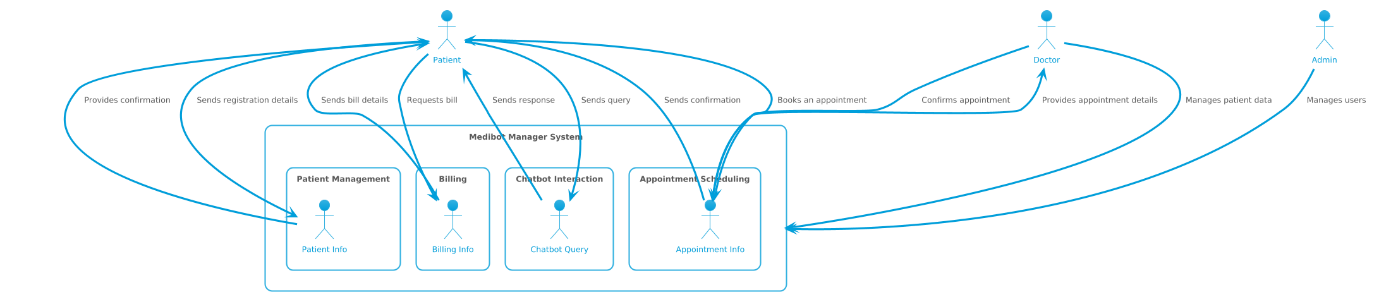 Patient
Doctor
Admin
Provides confirmation
Sends registration details
Sends bill details
Requests bill
Sends response
Sends query
Sends confirmation
Books an appointment
Confirms appointment
Provides appointment details
Manages patient data
Manages users
Medibot Manager System
Patient Management
Billing
Chatbot Interaction
Appointment Scheduling
Patient Info
Billing Info
Chatbot Query
Appointment Info